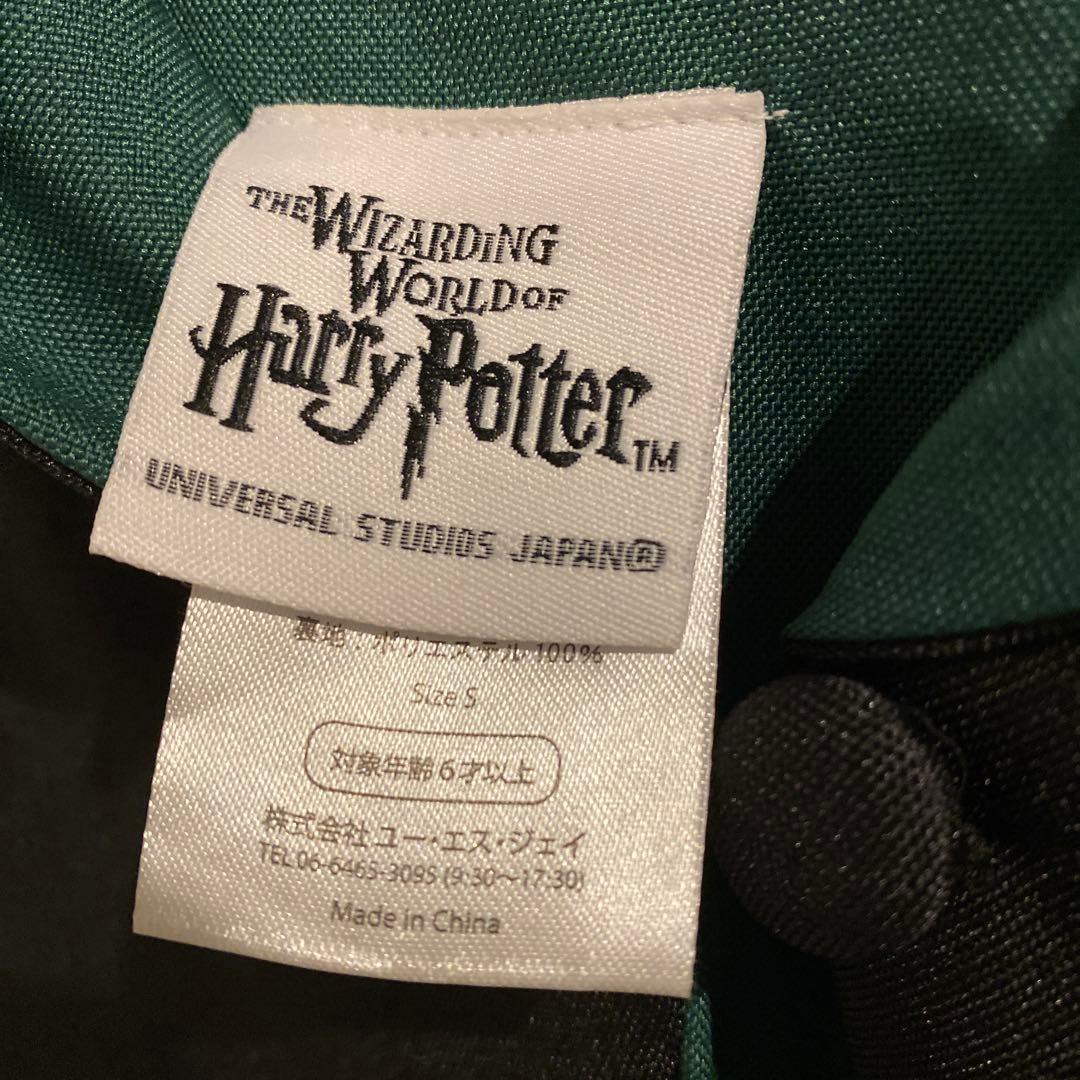 THE WIZARDING
WORLD OF
Harry Potter™
UNIVERSAL STUDIOS JAPAN®
裏地：ポリエステル 100%
Size S
対象年齢6才以上
株式会社 ユー・エス・ジェイ
TEL 06-6465-3095 (9:30〜17:30)
Made in China